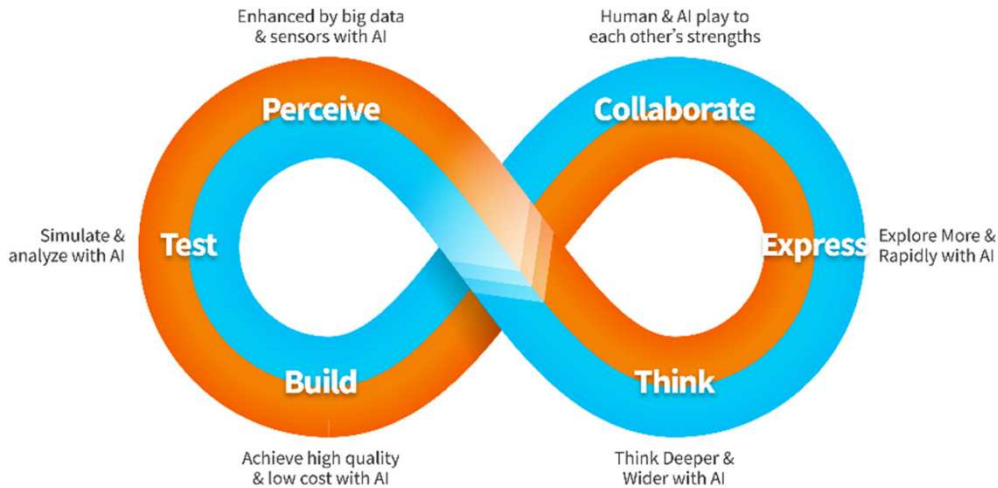 Enhanced by big data
& sensors with AI
Human & AI play to
each other's strengths
Perceive
Collaborate
Simulate &
analyze with AI
Test
Express
Explore More &
Rapidly with AI
Build
Think
Achieve high quality
& low cost with AI
Think Deeper &
Wider with AI